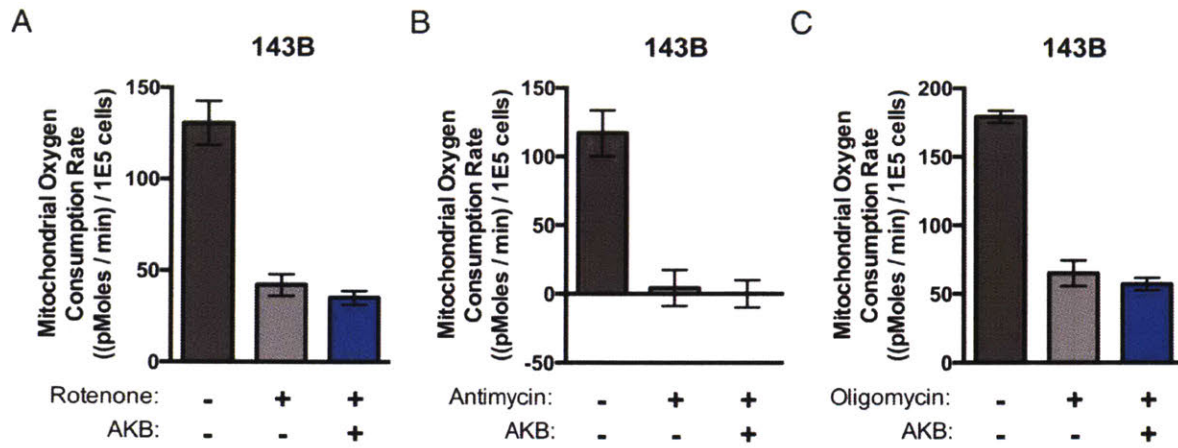 A
143B
Mitochondrial Oxygen
Consumption Rate
((pMoles / min) / 1E5 cells)
150
100
50
0
Rotenone: - + +
AKB: - - +
B
143B
Mitochondrial Oxygen
Consumption Rate
((pMoles / min) / 1E5 cells)
150
100
50
0
-50
Antimycin: - + +
AKB: - - +
C
143B
Mitochondrial Oxygen
Consumption Rate
((pMoles / min) / 1E5 cells)
200
150
100
50
0
Oligomycin: - + +
AKB: - - +